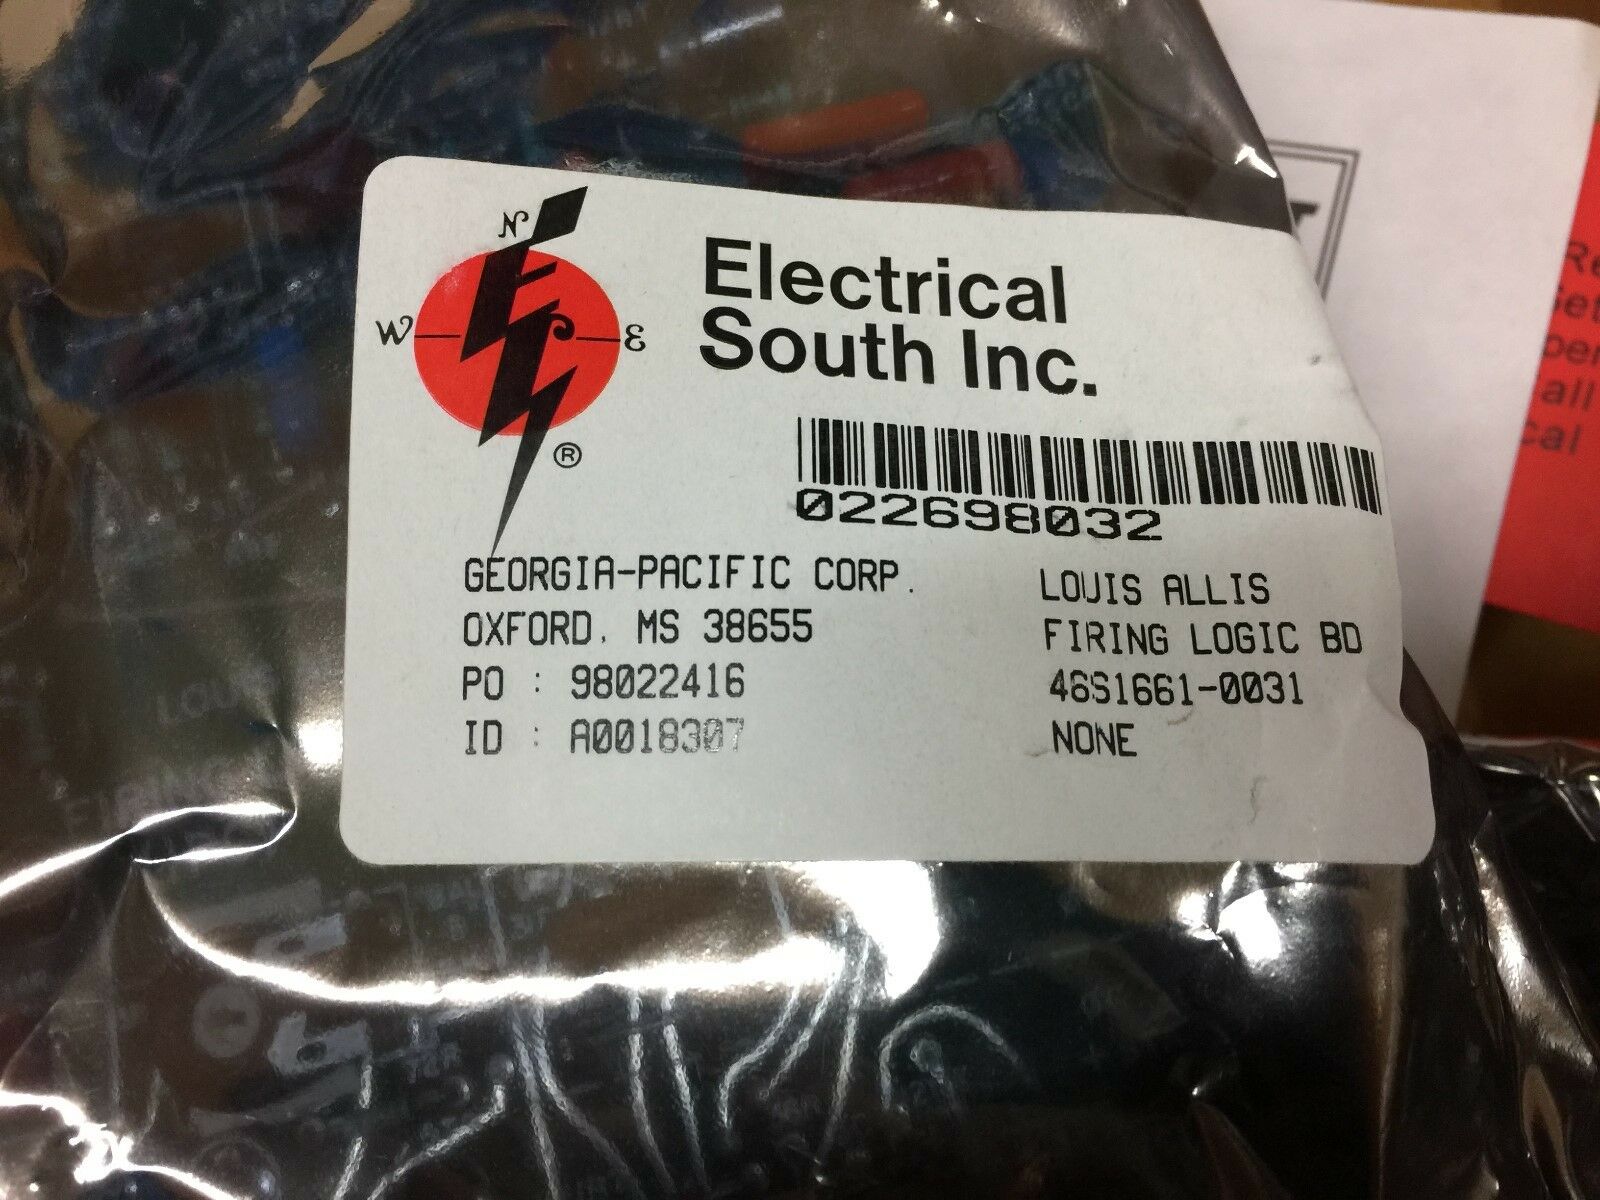 N
W
E
®
Electrical
South Inc.
022698032
GEORGIA-PACIFIC CORP.
OXFORD, MS 38655
PO : 98022416
ID : A0018307
LOUIS ALLIS
FIRING LOGIC BD
46S1661-0031
NONE
all